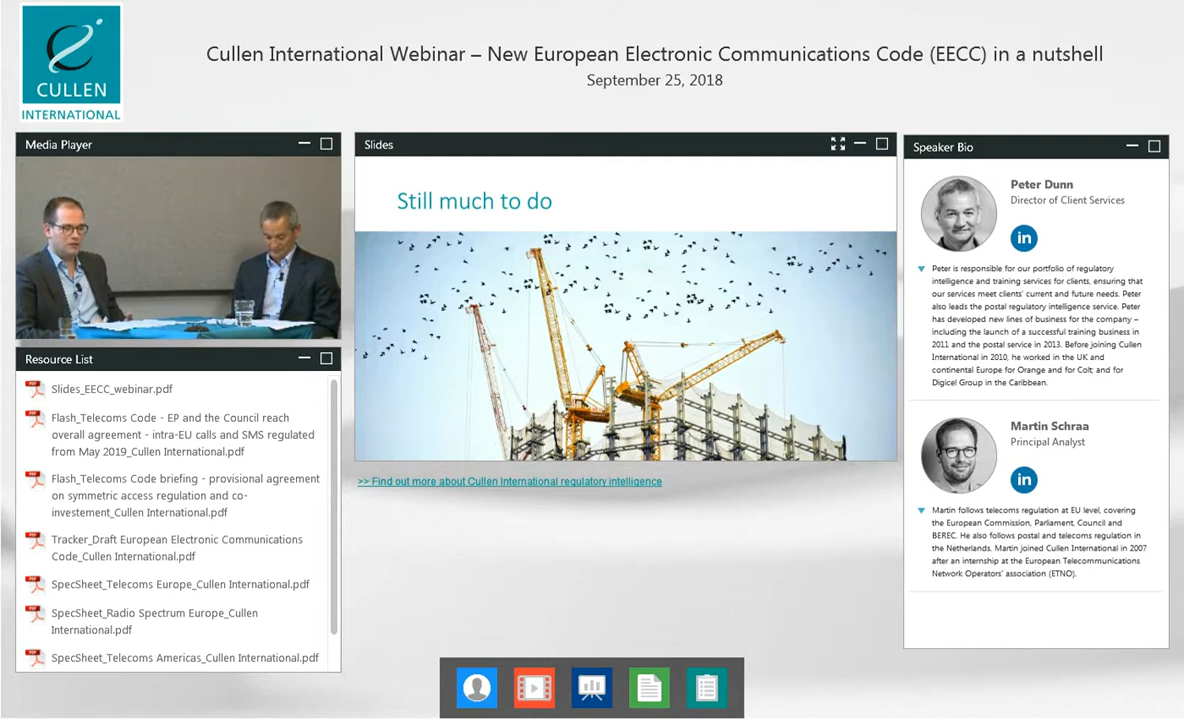 CULLEN
INTERNATIONAL
Cullen International Webinar – New European Electronic Communications Code (EECC) in a nutshell
September 25, 2018
Media Player
Resource List
Slides_EECC_webinar.pdf
Flash_Telecoms Code - EP and the Council reach
overall agreement - intra-EU calls and SMS regulated
from May 2019_Cullen International.pdf
Flash_Telecoms Code briefing - provisional agreement
on symmetric access regulation and co-
investement_Cullen International.pdf
Tracker_Draft European Electronic Communications
Code_Cullen International.pdf
SpecSheet_Telecoms Europe_Cullen International.pdf
SpecSheet_Radio Spectrum Europe_Cullen
International.pdf
SpecSheet_Telecoms Americas_Cullen International.pdf
Slides
Still much to do
>> Find out more about Cullen International regulatory intelligence
Speaker Bio
Peter Dunn
Director of Client Services
in
Peter is responsible for our portfolio of regulatory
intelligence and training services for clients, ensuring that
our services meet clients' current and future needs. Peter
also leads the postal regulatory intelligence service. Peter
has developed new lines of business for the company –
including the launch of a successful training business in
2011 and the postal service in 2013. Before joining Cullen
International in 2010, he worked in the UK and
continental Europe for Orange and for Colt; and for
Digicel Group in the Caribbean.
Martin Schraa
Principal Analyst
in
Martin follows telecoms regulation at EU level, covering
the European Commission, Parliament, Council and
BEREC. He also follows postal and telecoms regulation in
the Netherlands. Martin joined Cullen International in 2007
after an internship at the European Telecommunications
Network Operators' association (ETNO).